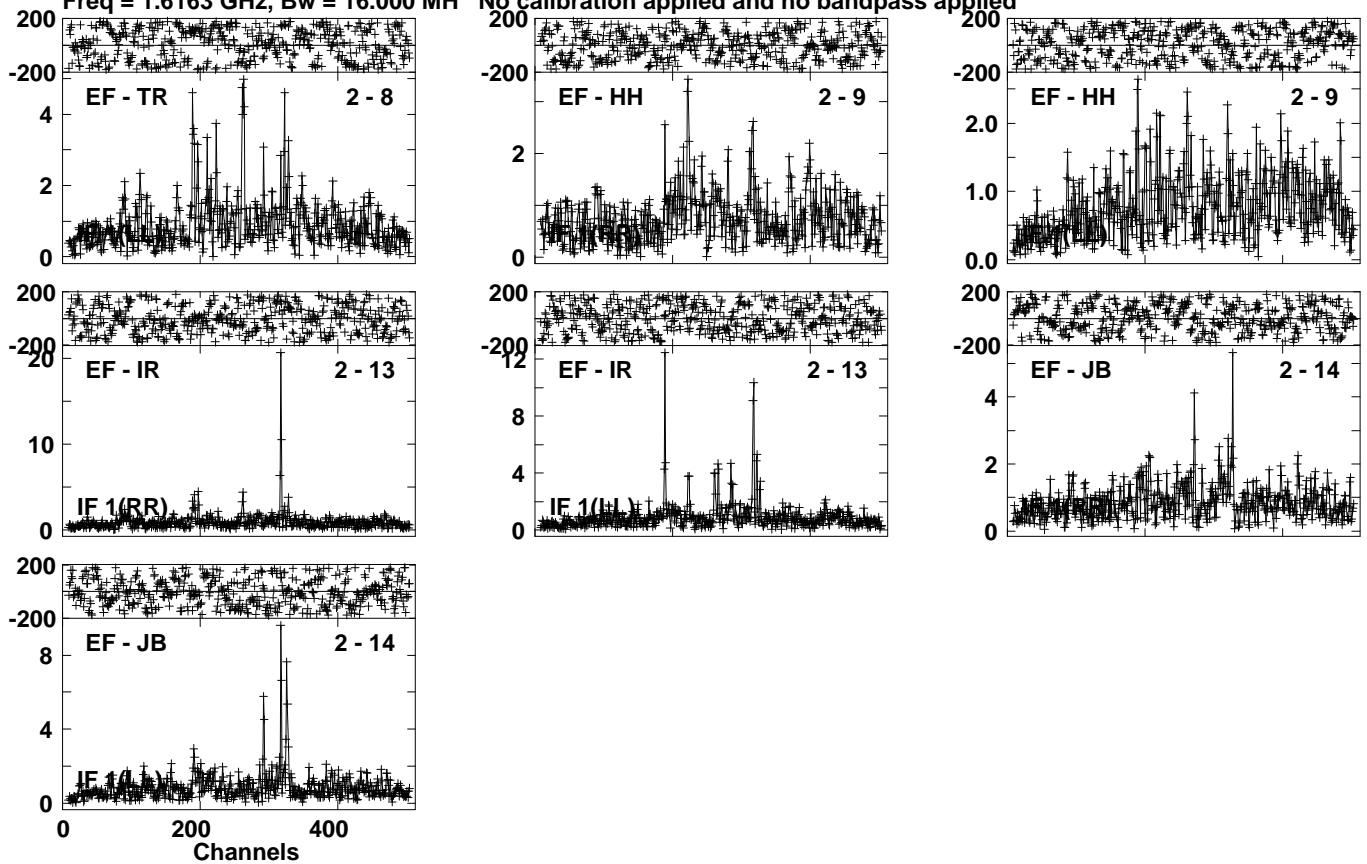 Freq = 1.6163 GHz, Bw = 16.000 MH No calibration applied and no bandpass applied
200
-200
EF - TR 2 - 8
4
2
0
200
EF - HH 2 - 9
2
0
IF 1(RR)
200
-200
EF - HH 2 - 9
2.0
1.0
0.0
200
-200
EF - IR 2 - 13
20
10
0
IF 1(RR)
200
-200
EF - IR 2 - 13
12
8
4
0
IF 1(LL)
200
-200
EF - JB 2 - 14
4
2
0
200
-200
EF - JB 2 - 14
8
4
0
IF 1(LL)
0 200 400
Channels